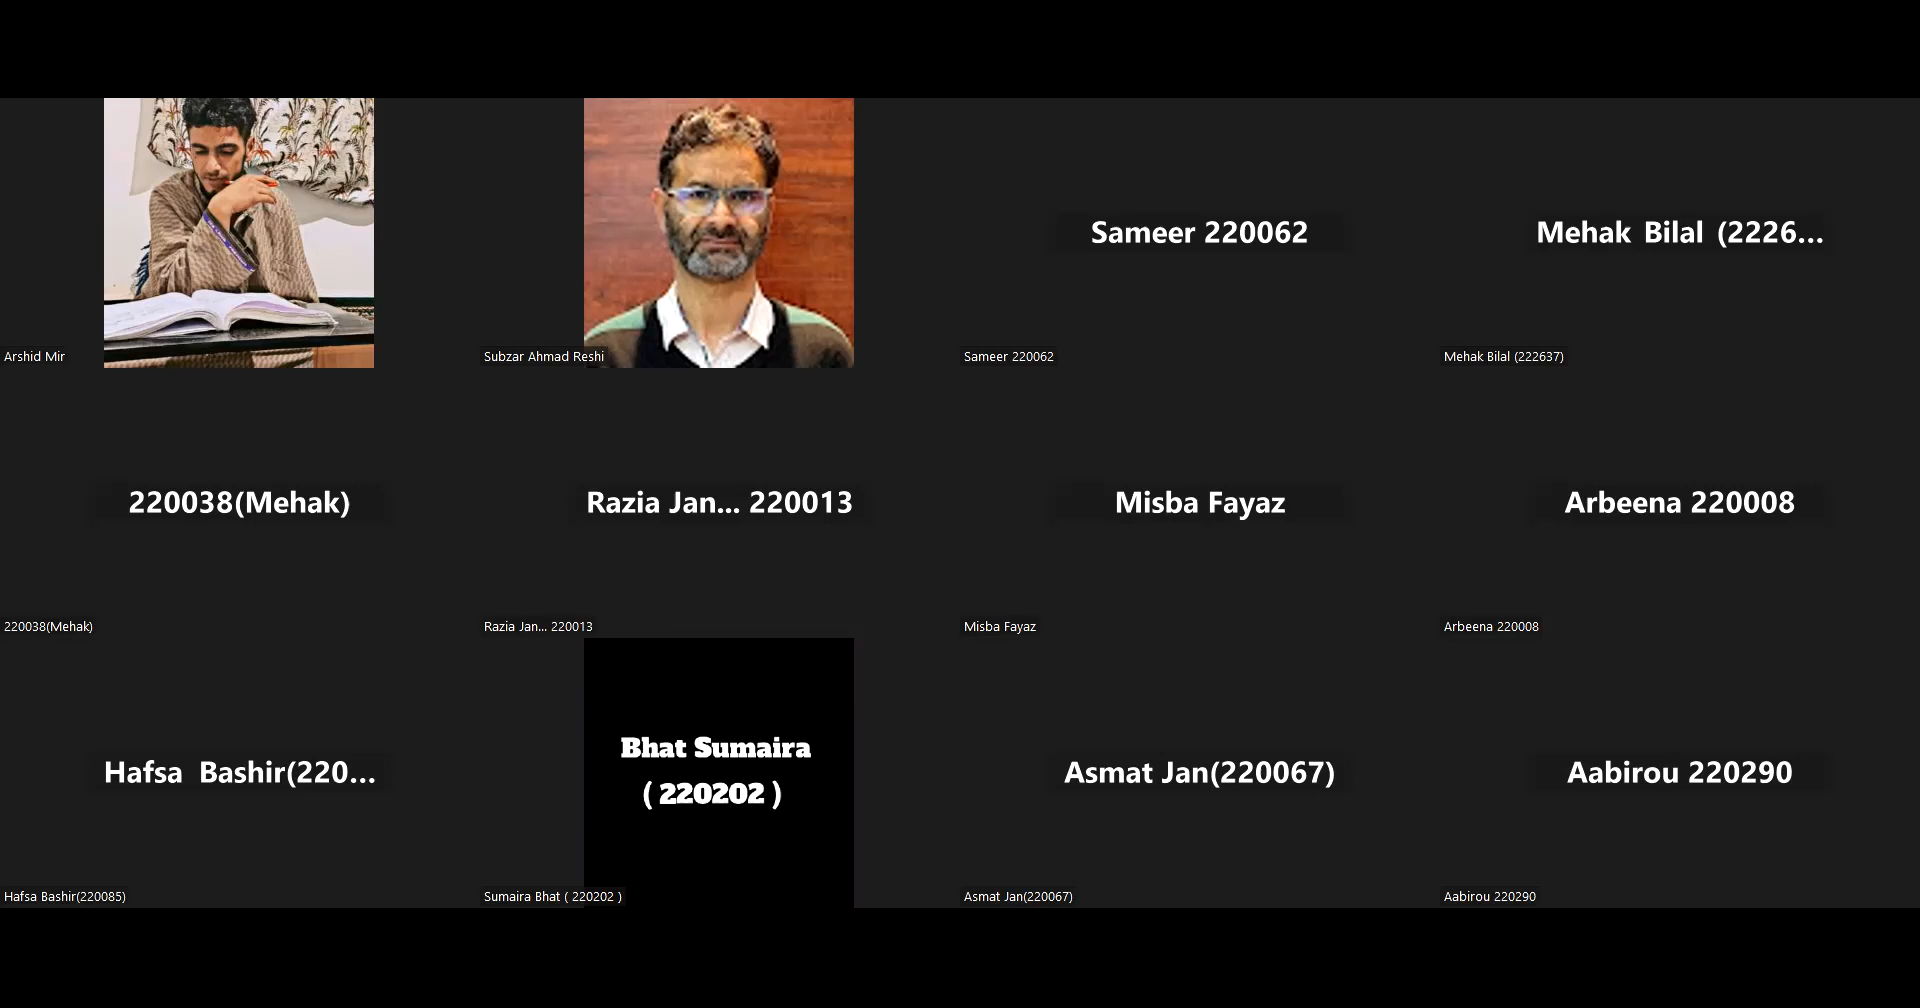 Arshid Mir
Subzar Ahmad Reshi
Sameer 220062
Sameer 220062
Mehak Bilal (2226...
Mehak Bilal (222637)
220038(Mehak)
220038(Mehak)
Razia Jan... 220013
Razia Jan... 220013
Misba Fayaz
Misba Fayaz
Arbeena 220008
Arbeena 220008
Hafsa Bashir(220...
Hafsa Bashir(220085)
Bhat Sumaira
( 220202 )
Sumaira Bhat ( 220202 )
Asmat Jan(220067)
Asmat Jan(220067)
Aabirou 220290
Aabirou 220290